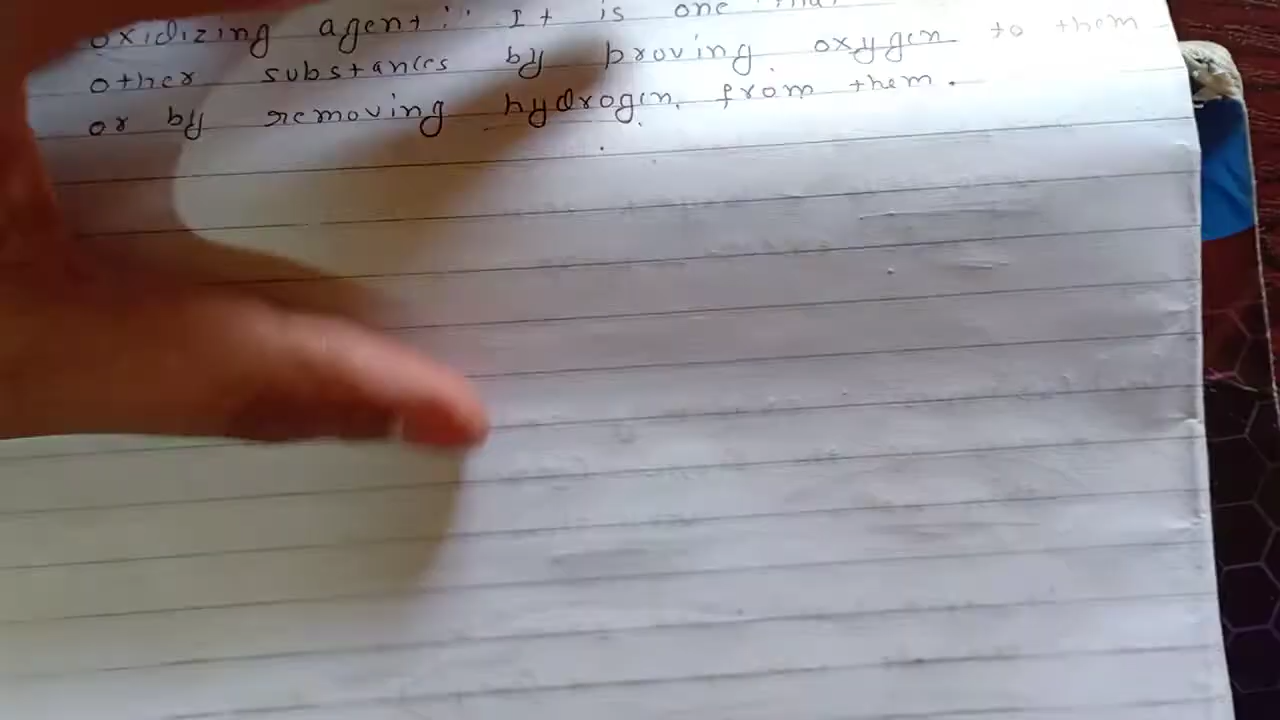 oxidizing agent :- It is one
other substances by proving oxygen to them
or by removing hydrogen from them.